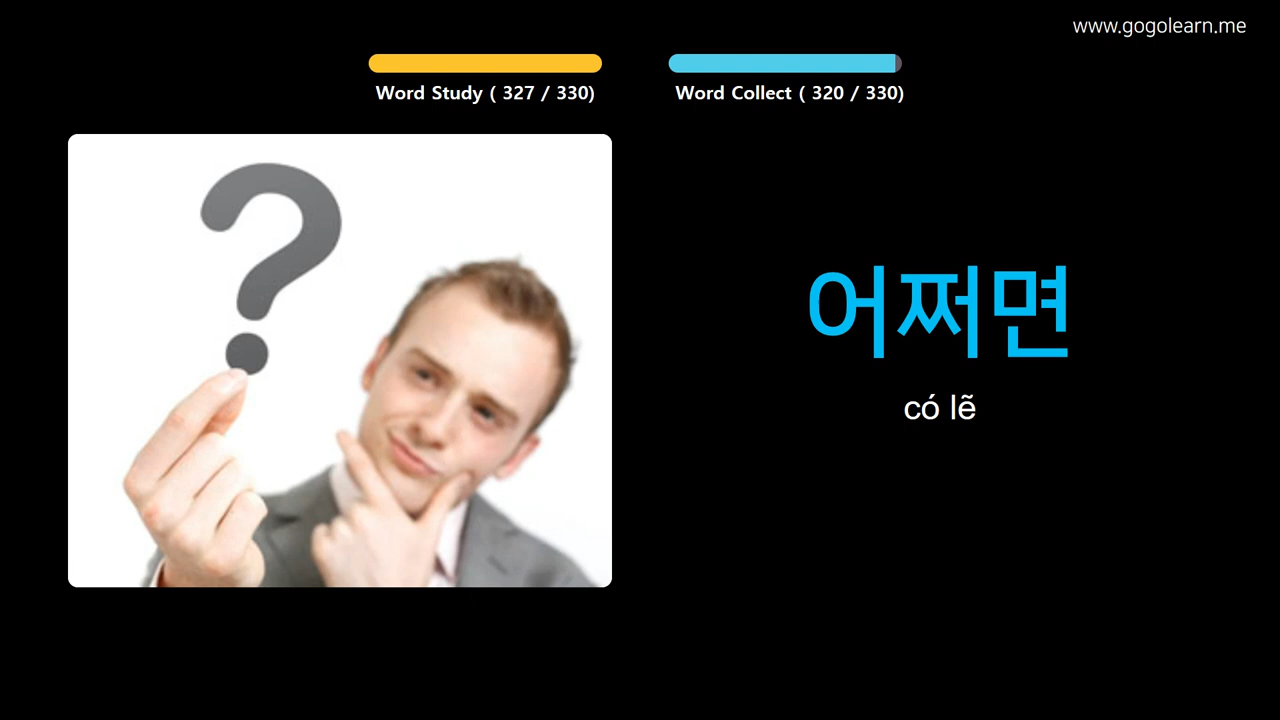 www.gogolearn.me
Word Study ( 327 / 330)
Word Collect ( 320 / 330)
?
어쩌면
có lẽ